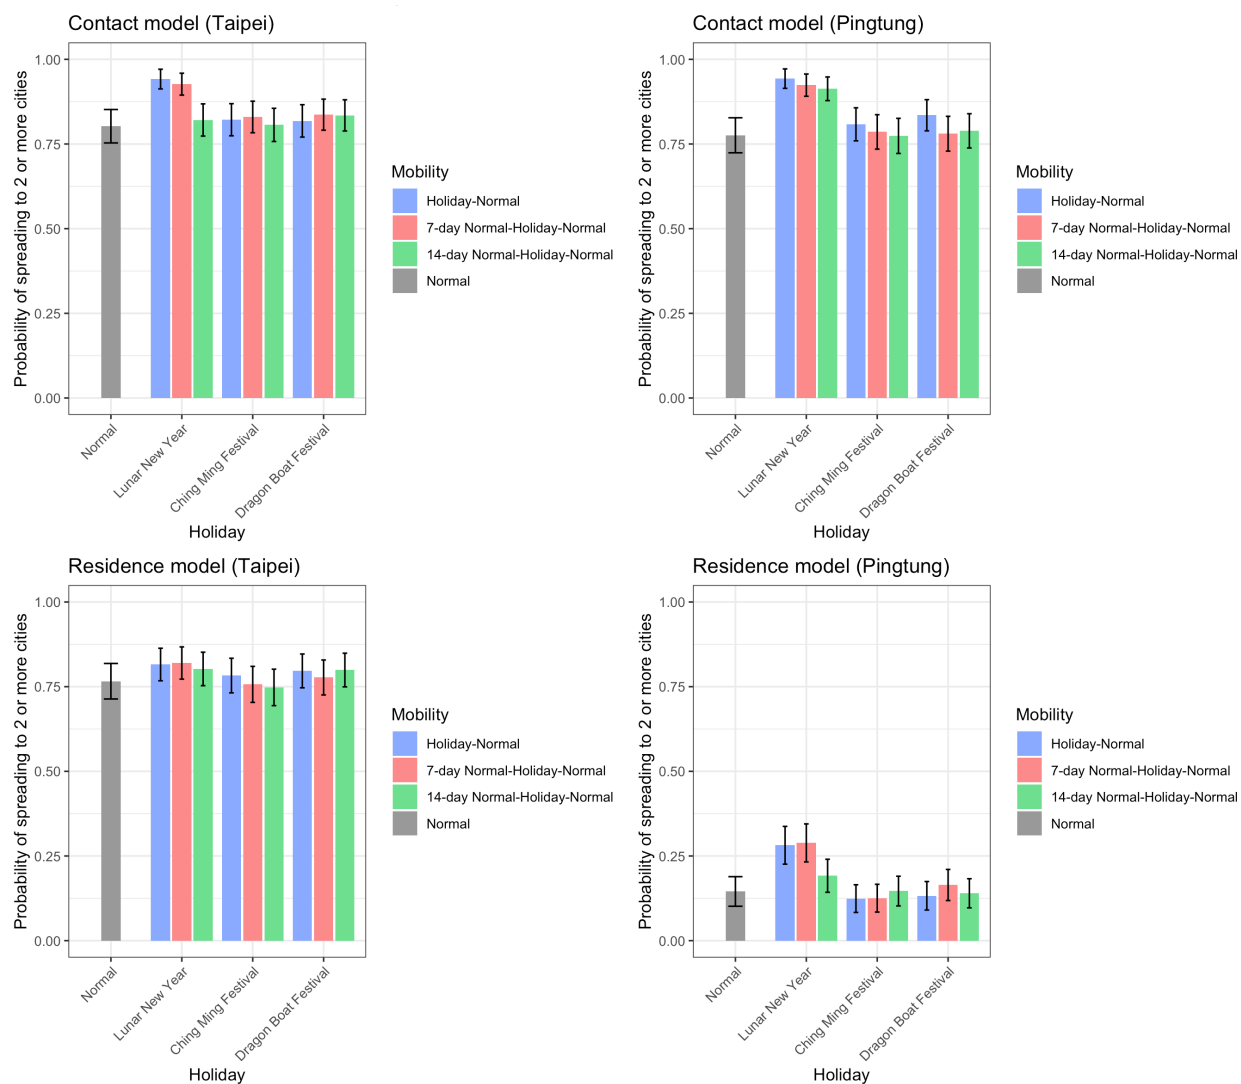 Contact model (Taipei)
Probability of spreading to 2 or more cities
1.00
0.75
0.50
0.25
0.00
Normal
Lunar New Year
Ching Ming Festival
Dragon Boat Festival
Holiday
Mobility
Holiday-Normal
7-day Normal-Holiday-Normal
14-day Normal-Holiday-Normal
Normal
Contact model (Pingtung)
Probability of spreading to 2 or more cities
1.00
0.75
0.50
0.25
0.00
Normal
Lunar New Year
Ching Ming Festival
Dragon Boat Festival
Holiday
Mobility
Holiday-Normal
7-day Normal-Holiday-Normal
14-day Normal-Holiday-Normal
Normal
Residence model (Taipei)
Probability of spreading to 2 or more cities
1.00
0.75
0.50
0.25
0.00
Normal
Lunar New Year
Ching Ming Festival
Dragon Boat Festival
Holiday
Mobility
Holiday-Normal
7-day Normal-Holiday-Normal
14-day Normal-Holiday-Normal
Normal
Residence model (Pingtung)
Probability of spreading to 2 or more cities
1.00
0.75
0.50
0.25
0.00
Normal
Lunar New Year
Ching Ming Festival
Dragon Boat Festival
Holiday
Mobility
Holiday-Normal
7-day Normal-Holiday-Normal
14-day Normal-Holiday-Normal
Normal